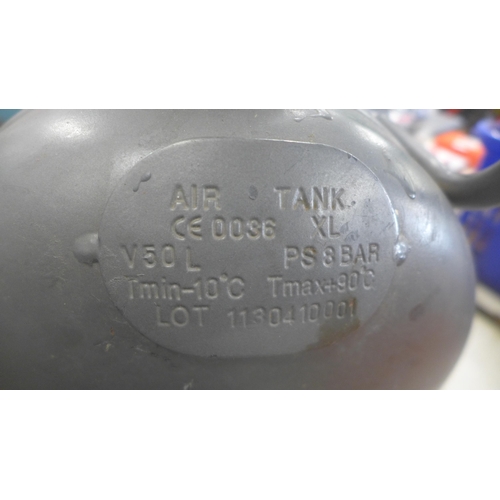 AIR TANK
CE 0036 XL
V50 L PS 8 BAR
Tmin-10°C Tmax+90°C
LOT 1130410001